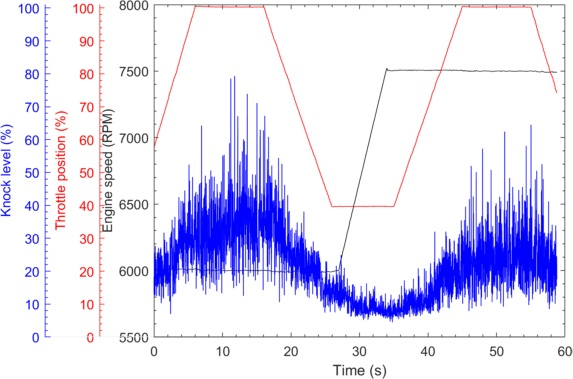 100 100 8000
90 90
80 80 7500
70 70
60 60 7000
50 50
40 40 6500
30 30
20 20 6000
10 10
0 0 5500
Knock level (%)
Throttle position (%)
Engine speed (RPM)
0 10 20 30 40 50 60
Time (s)